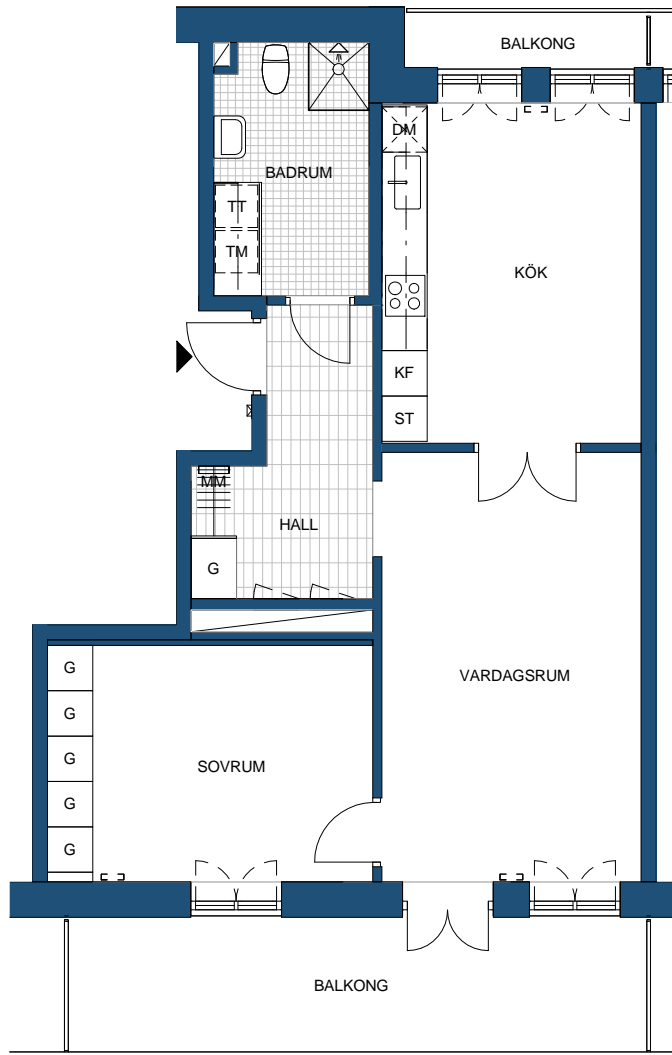 BALKONG
DM
BADRUM
TT
TM
KÖK
KF
ST
MM
HALL
G
G
VARDAGSRUM
G
SOVRUM
G
G
G
BALKONG